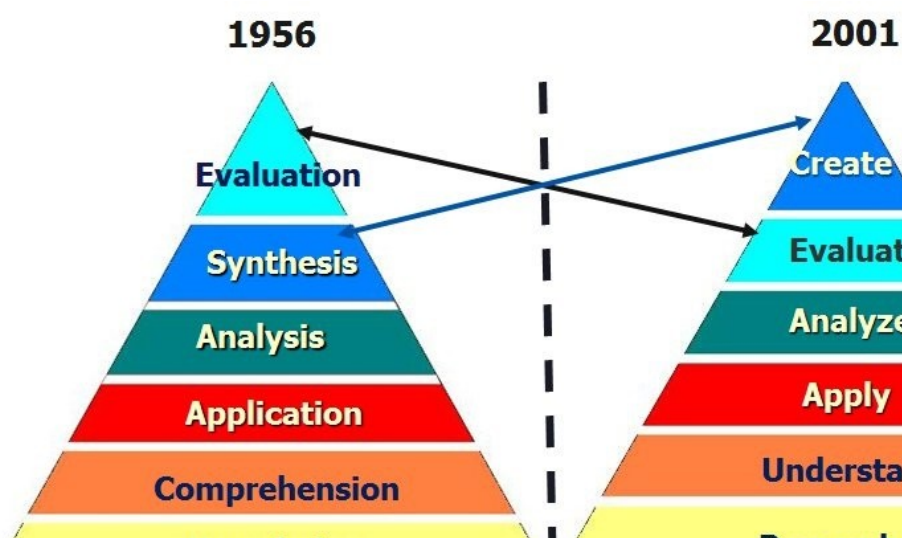 1956
2001
Evaluation
Create
Synthesis
Evaluat
Analysis
Analyze
Application
Apply
Comprehension
Understa